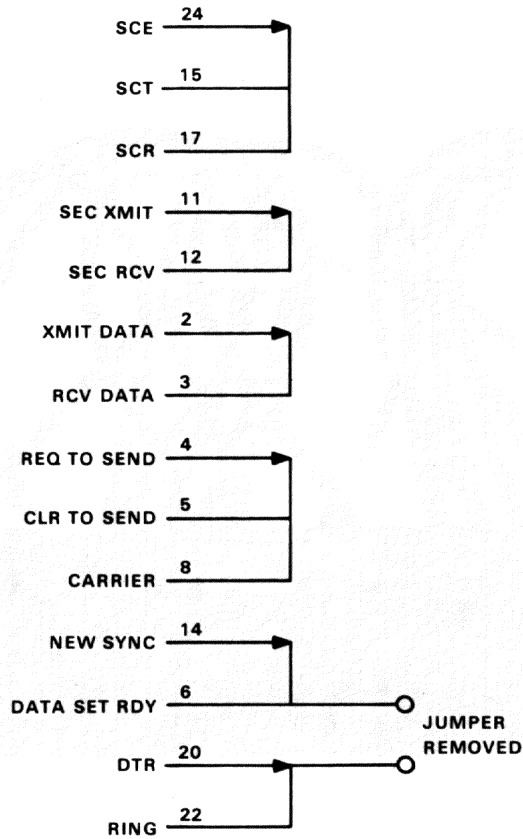 SCE 24
SCT 15
SCR 17
SEC XMIT 11
SEC RCV 12
XMIT DATA 2
RCV DATA 3
REQ TO SEND 4
CLR TO SEND 5
CARRIER 8
NEW SYNC 14
DATA SET RDY 6
JUMPER
REMOVED
DTR 20
RING 22